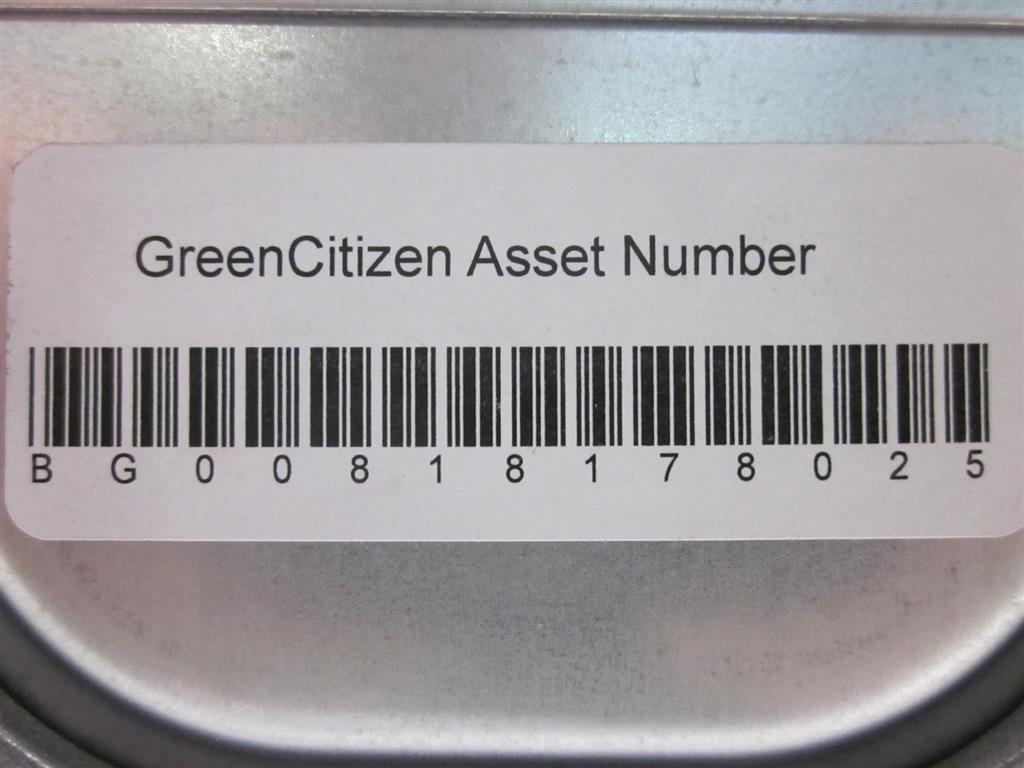 GreenCitizen Asset Number
B G 0 0 8 1 8 1 7 8 0 2 5